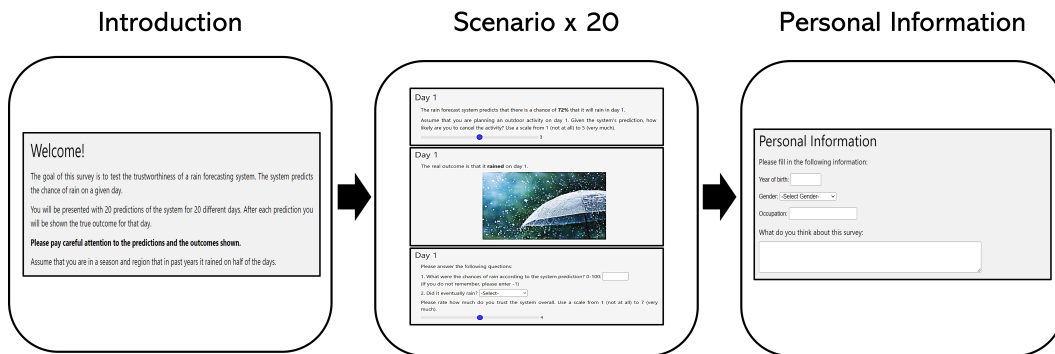 Introduction
Scenario x 20
Personal Information
Welcome!
The goal of this survey is to test the trustworthiness of a rain forecasting system. The system predicts
the chance of rain on a given day.
You will be presented with 20 predictions of the system for 20 different days. After each prediction you
will be shown the true outcome for that day.
Please pay careful attention to the predictions and the outcomes shown.
Assume that you are in a season and region that in past years it rained on half of the days.
Day 1
The rain forecast system predicts that there is a chance of 72% that it will rain in day 1.
Assume that you are planning an outdoor activity on day 1. Given the system's prediction, how
likely are you to cancel the activity? Use a scale from 1 (not at all) to 5 (very much).
3
Day 1
The real outcome is that it rained on day 1.
Day 1
Please answer the following questions:
1. What were the chances of rain according to the system prediction? 0-100:
(if you do not remember, please enter -1)
2. Did it eventually rain? -Select-
Please rate how much do you trust the system overall. Use a scale from 1 (not at all) to 7 (very
much).
4
Personal Information
Please fill in the following information:
Year of birth:
Gender: -Select Gender-
Occupation:
What do you think about this survey: